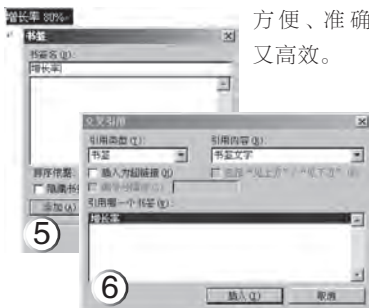 增长率 80%
方便、准确
又高效。
书签
书签名(B):
增长率
排序依据:
隐藏书
添加(A)
⑤
交叉引用
引用类型(T):
引用内容(R):
书签
书签文字
插入为超链接(H)
引用哪一个书签(W):
增长率
插入(I)
取消
⑥